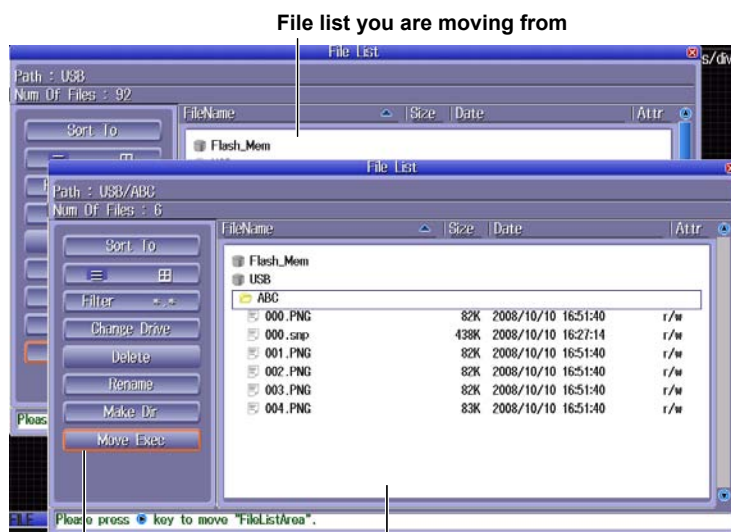 File list you are moving from
File List
s/div
Path : USB
Num Of Files : 92
FileName Size Date Attr
Sort To
Flash_Mem
File List
Path : USB/ABC
Num Of Files : 6
FileName Size Date Attr
Sort To
Flash_Mem
USB
Filter *.*
ABC
Change Drive
000.PNG 82K 2008/10/10 16:51:40 r/w
000.snp 438K 2008/10/10 16:27:14 r/w
Delete
001.PNG 82K 2008/10/10 16:51:40 r/w
002.PNG 82K 2008/10/10 16:51:40 r/w
Rename
003.PNG 82K 2008/10/10 16:51:40 r/w
Make Dir
004.PNG 83K 2008/10/10 16:51:40 r/w
Pleas
Move Exec
FILE
Please press key to move "FileListArea".